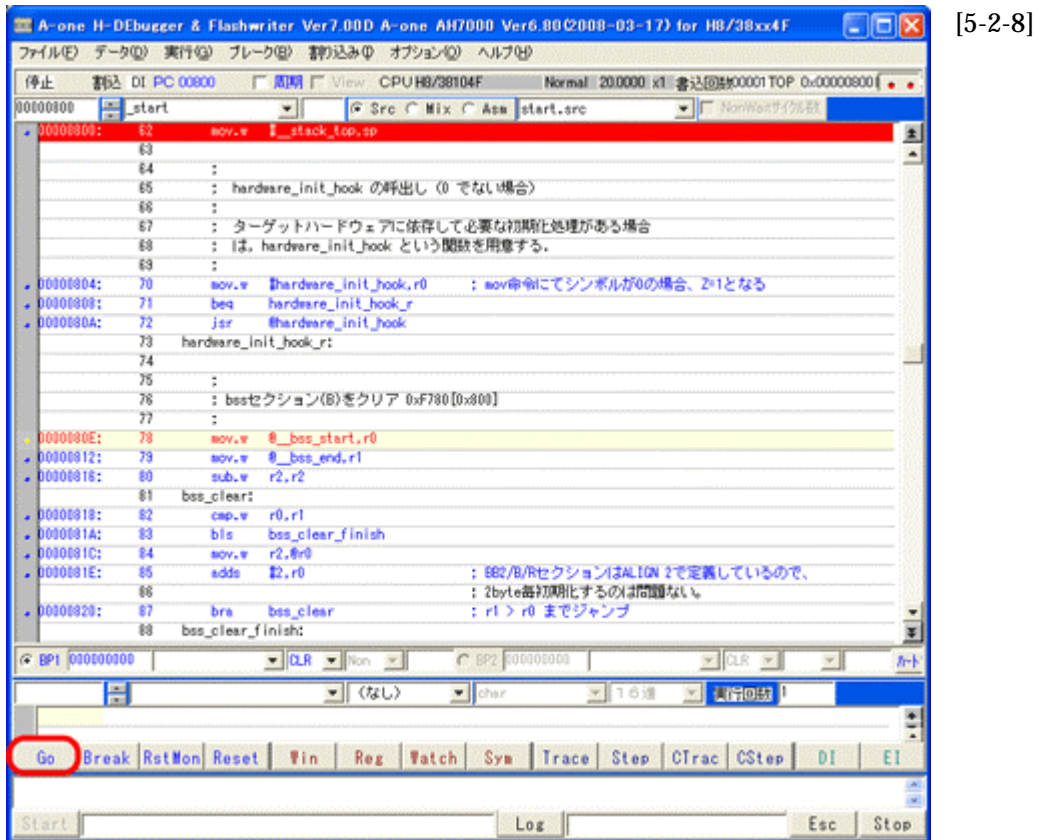 A-one H-DEbugger & Flashwriter Ver7.00D A-one AH7000 Ver6.80(2008-03-17) for H8/38xx4F
[5-2-8]
ファイル(F) データ(D) 実行(G) ブレーク(B) 割り込みΦ オプション(O) ヘルプ(H)
停止 割込 DI PC 00800 周期 View CPU H8/38104F Normal 20.0000 x1 書込回数00001 TOP 0x00000800
00000800 _start Src Mix Asm start.src NonWaitサイクル数
00000800: 62 mov.w #__stack_top,sp
63
64 ;
65 ; hardware_init_hook の呼出し（0 でない場合）
66 ;
67 ; ターゲットハードウェアに依存して必要な初期化処理がある場合
68 ; は，hardware_init_hook という関数を用意する．
69 ;
00000804: 70 mov.w #hardware_init_hook,r0 ; mov命令にてシンボルが0の場合、Z=1となる
00000808: 71 beq hardware_init_hook_r
0000080A: 72 jsr @hardware_init_hook
73 hardware_init_hook_r:
74
75 ;
76 ; bssセクション(B)をクリア 0xF780[0x800]
77 ;
0000080E: 78 mov.w @__bss_start,r0
00000812: 79 mov.w @__bss_end,r1
00000816: 80 sub.w r2,r2
81 bss_clear:
00000818: 82 cmp.w r0,r1
0000081A: 83 bls bss_clear_finish
0000081C: 84 mov.w r2,@r0
0000081E: 85 adds #2,r0 ; BB2/B/RセクションはALIGN 2で定義しているので、
86 ; 2byte毎初期化するのは問題ない。
00000820: 87 bra bss_clear ; r1 > r0 までジャンプ
88 bss_clear_finish:
BP1 000000000 CLR Non BP2 000000000 CLR カード
(なし) char 16進 実行回数 1
Go Break RstMon Reset Win Reg Watch Sym Trace Step CTrac CStep DI EI
Start Log Esc Stop